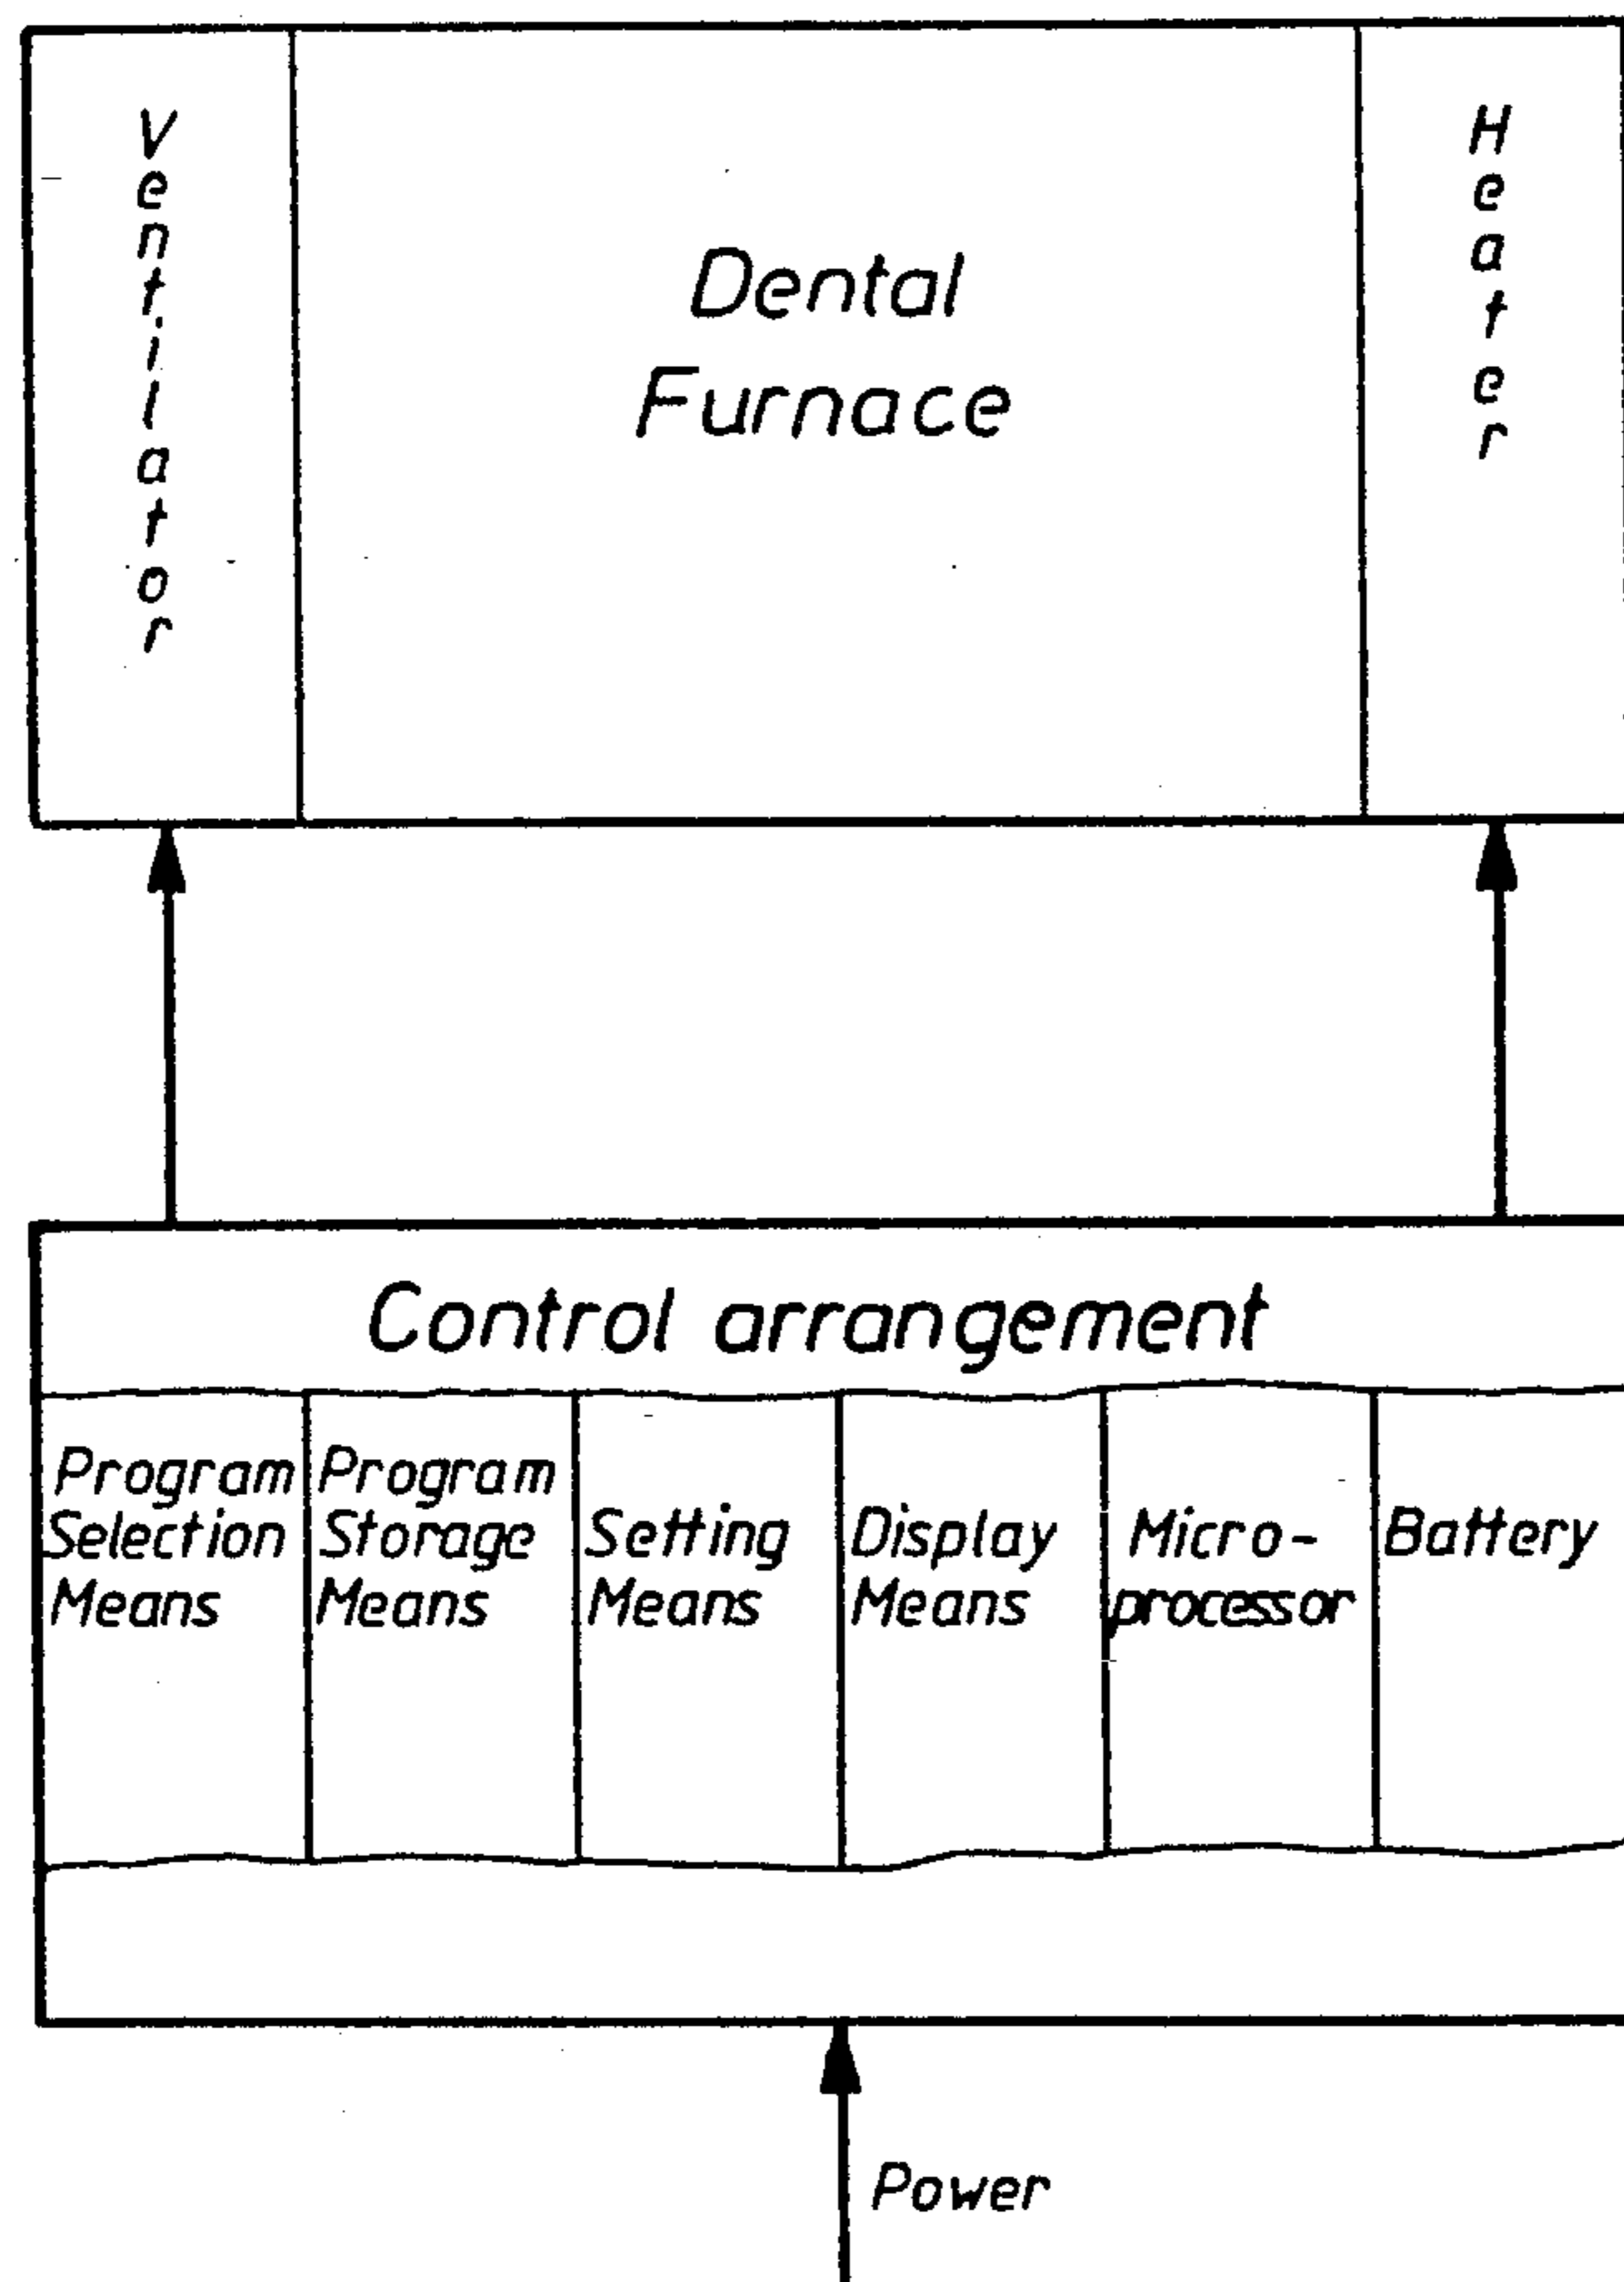 Ventilator
Dental
Furnace
Heater
Control arrangement
Program
Selection
Means
Program
Storage
Means
Setting
Means
Display
Means
Micro-
processor
Battery
Power